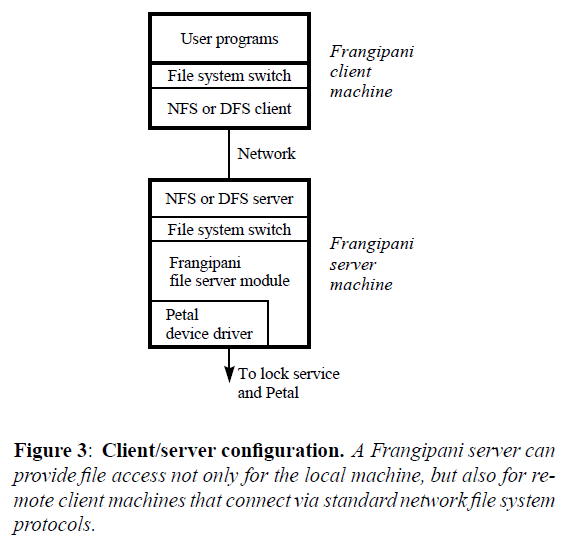 User programs
File system switch
NFS or DFS client
Frangipani
client
machine
Network
NFS or DFS server
File system switch
Frangipani
file server module
Petal
device driver
Frangipani
server
machine
To lock service
and Petal
Figure 3: Client/server configuration. A Frangipani server can
provide file access not only for the local machine, but also for re-
mote client machines that connect via standard network file system
protocols.